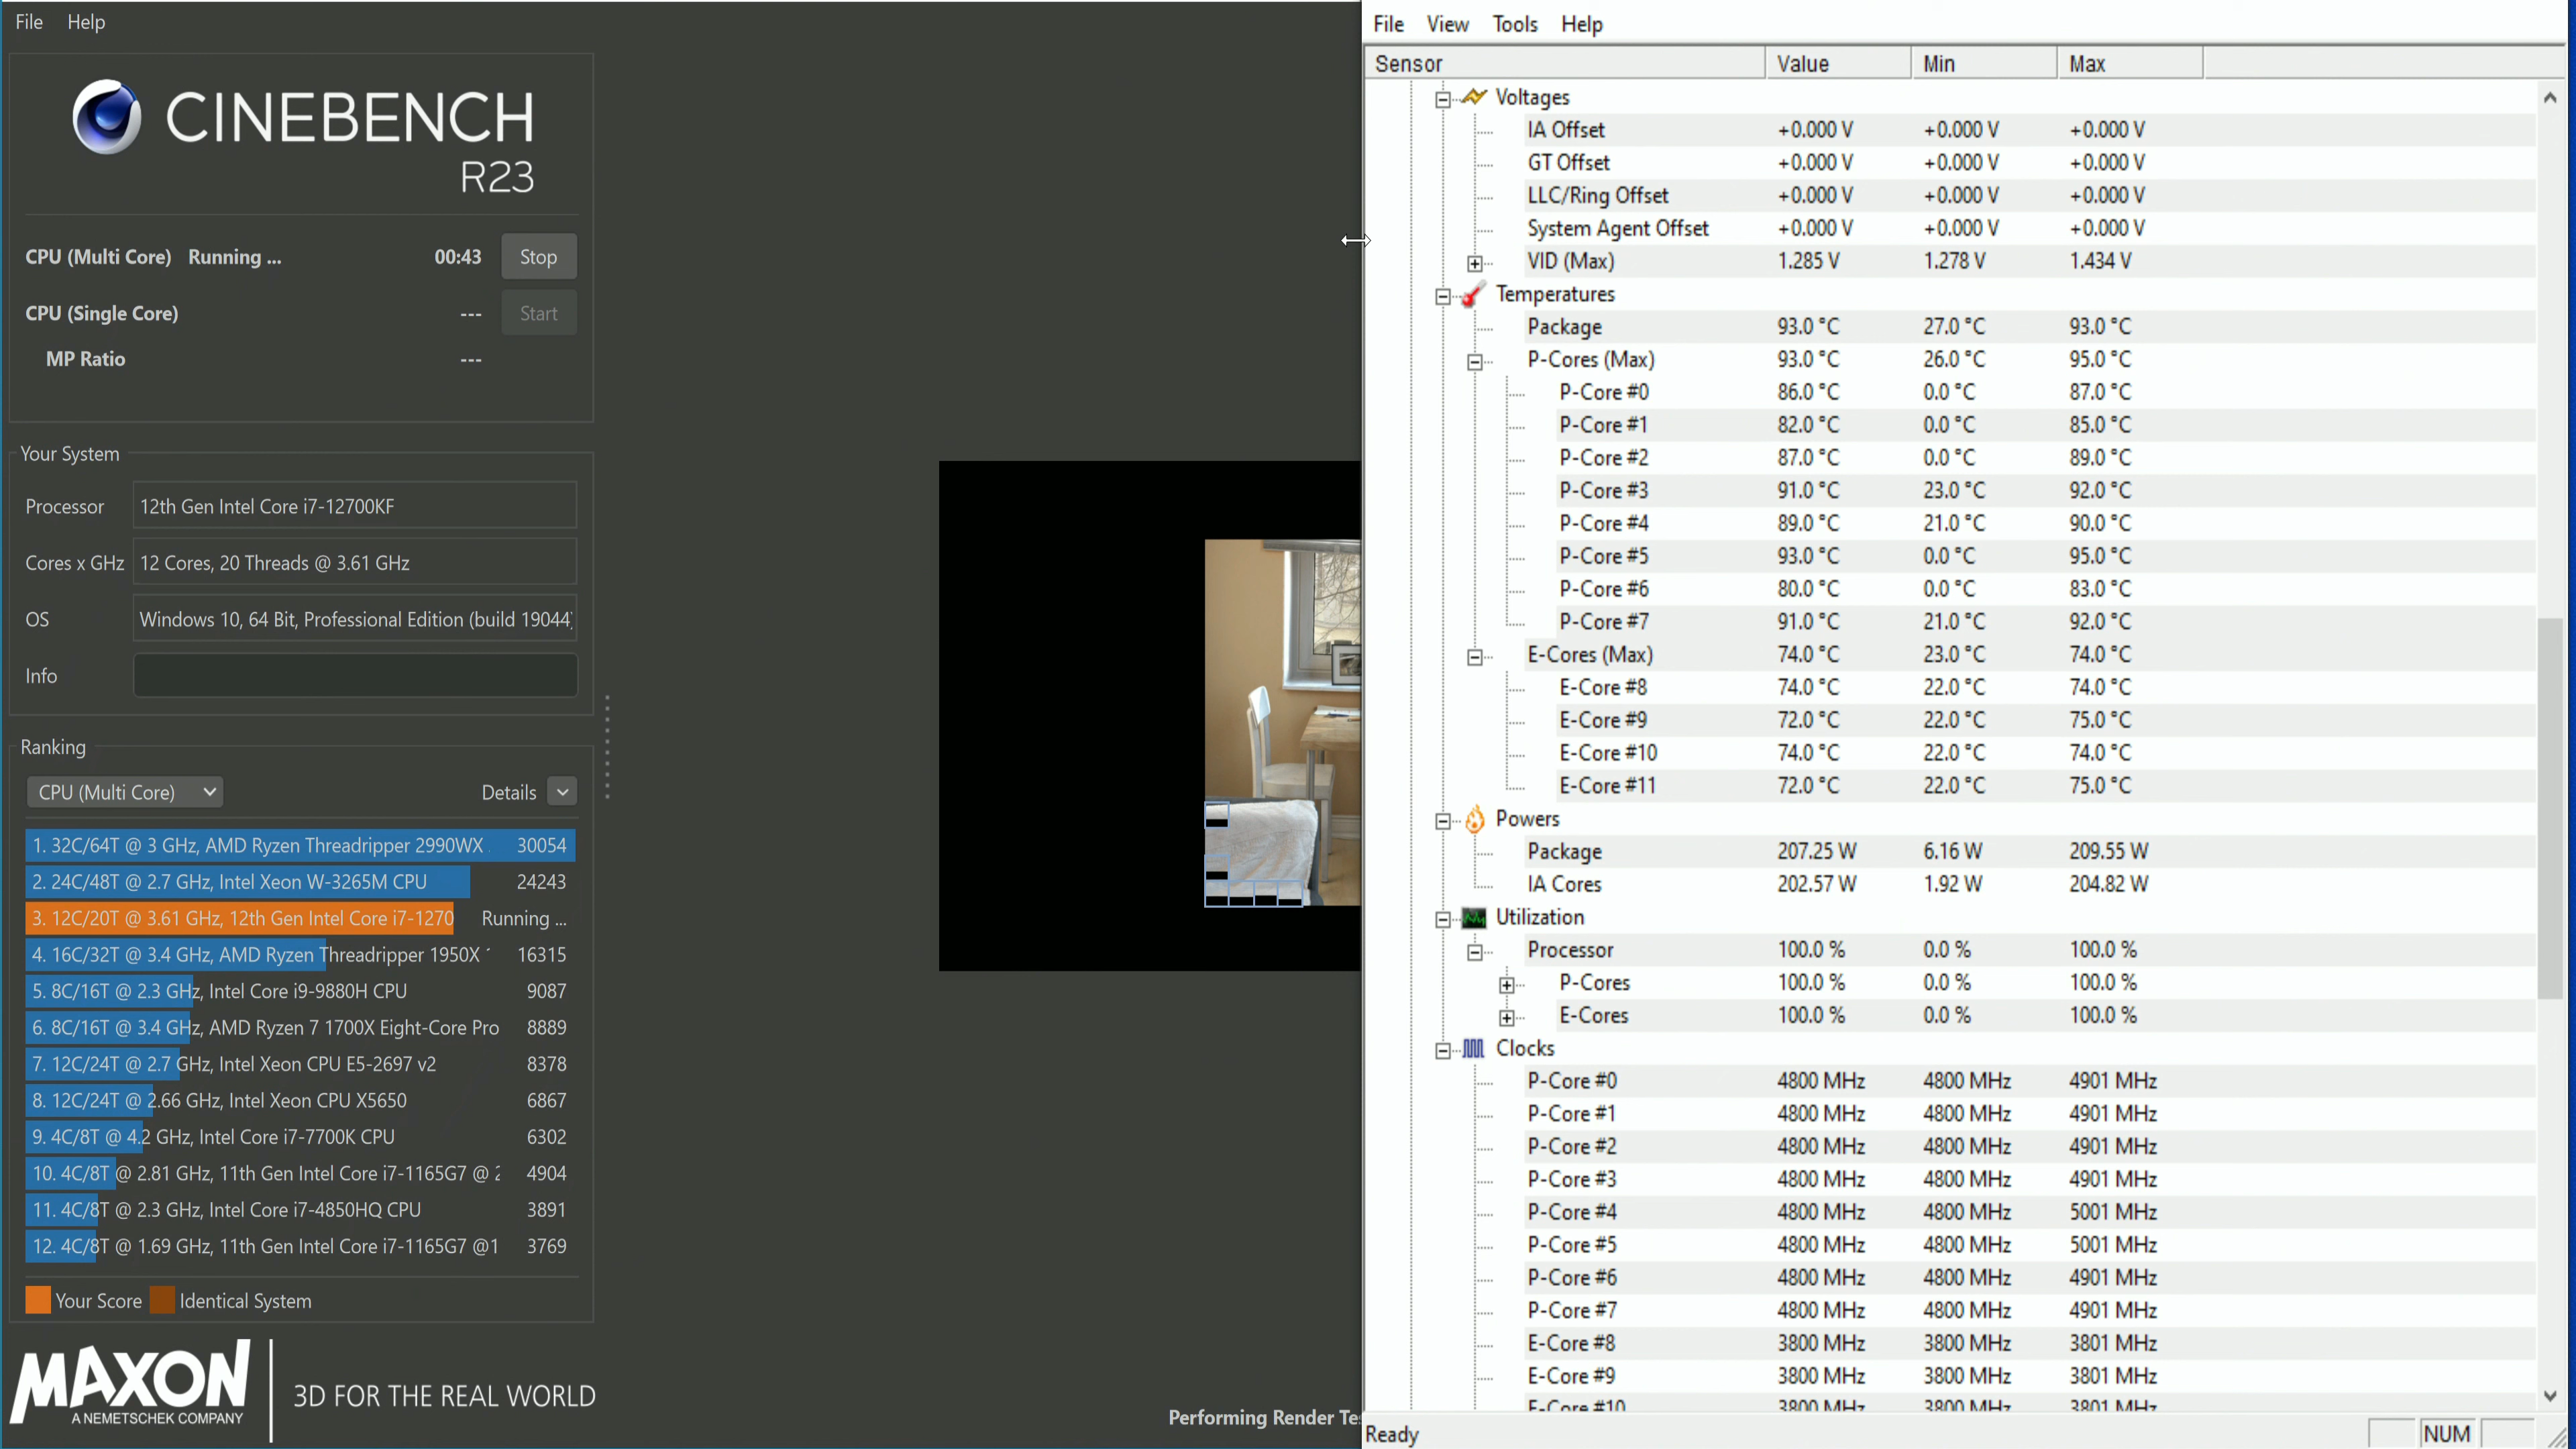 File Help
CINEBENCH
R23
CPU (Multi Core) Running ... 00:43 Stop
CPU (Single Core) --- Start
MP Ratio ---
Your System
Processor 12th Gen Intel Core i7-12700KF
Cores x GHz 12 Cores, 20 Threads @ 3.61 GHz
OS Windows 10, 64 Bit, Professional Edition (build 19044)
Info
Ranking
CPU (Multi Core) Details
1. 32C/64T @ 3 GHz, AMD Ryzen Threadripper 2990WX 30054
2. 24C/48T @ 2.7 GHz, Intel Xeon W-3265M CPU 24243
3. 12C/20T @ 3.61 GHz, 12th Gen Intel Core i7-1270 Running ...
4. 16C/32T @ 3.4 GHz, AMD Ryzen Threadripper 1950X 16315
5. 8C/16T @ 2.3 GHz, Intel Core i9-9880H CPU 9087
6. 8C/16T @ 3.4 GHz, AMD Ryzen 7 1700X Eight-Core Pro 8889
7. 12C/24T @ 2.7 GHz, Intel Xeon CPU E5-2697 v2 8378
8. 12C/24T @ 2.66 GHz, Intel Xeon CPU X5650 6867
9. 4C/8T @ 4.2 GHz, Intel Core i7-7700K CPU 6302
10. 4C/8T @ 2.81 GHz, 11th Gen Intel Core i7-1165G7 @ 2 4904
11. 4C/8T @ 2.3 GHz, Intel Core i7-4850HQ CPU 3891
12. 4C/8T @ 1.69 GHz, 11th Gen Intel Core i7-1165G7 @1 3769
Your Score Identical System
MAXON
A NEMETSCHEK COMPANY
3D FOR THE REAL WORLD
Performing Render Te
File View Tools Help
Sensor Value Min Max
Voltages
IA Offset +0.000 V +0.000 V +0.000 V
GT Offset +0.000 V +0.000 V +0.000 V
LLC/Ring Offset +0.000 V +0.000 V +0.000 V
System Agent Offset +0.000 V +0.000 V +0.000 V
VID (Max) 1.285 V 1.278 V 1.434 V
Temperatures
Package 93.0 °C 27.0 °C 93.0 °C
P-Cores (Max) 93.0 °C 26.0 °C 95.0 °C
P-Core #0 86.0 °C 0.0 °C 87.0 °C
P-Core #1 82.0 °C 0.0 °C 85.0 °C
P-Core #2 87.0 °C 0.0 °C 89.0 °C
P-Core #3 91.0 °C 23.0 °C 92.0 °C
P-Core #4 89.0 °C 21.0 °C 90.0 °C
P-Core #5 93.0 °C 0.0 °C 95.0 °C
P-Core #6 80.0 °C 0.0 °C 83.0 °C
P-Core #7 91.0 °C 21.0 °C 92.0 °C
E-Cores (Max) 74.0 °C 23.0 °C 74.0 °C
E-Core #8 74.0 °C 22.0 °C 74.0 °C
E-Core #9 72.0 °C 22.0 °C 75.0 °C
E-Core #10 74.0 °C 22.0 °C 74.0 °C
E-Core #11 72.0 °C 22.0 °C 75.0 °C
Powers
Package 207.25 W 6.16 W 209.55 W
IA Cores 202.57 W 1.92 W 204.82 W
Utilization
Processor 100.0 % 0.0 % 100.0 %
P-Cores 100.0 % 0.0 % 100.0 %
E-Cores 100.0 % 0.0 % 100.0 %
Clocks
P-Core #0 4800 MHz 4800 MHz 4901 MHz
P-Core #1 4800 MHz 4800 MHz 4901 MHz
P-Core #2 4800 MHz 4800 MHz 4901 MHz
P-Core #3 4800 MHz 4800 MHz 4901 MHz
P-Core #4 4800 MHz 4800 MHz 5001 MHz
P-Core #5 4800 MHz 4800 MHz 5001 MHz
P-Core #6 4800 MHz 4800 MHz 4901 MHz
P-Core #7 4800 MHz 4800 MHz 4901 MHz
E-Core #8 3800 MHz 3800 MHz 3801 MHz
E-Core #9 3800 MHz 3800 MHz 3801 MHz
E-Core #10 3800 MHz 3800 MHz 3801 MHz
Ready NUM